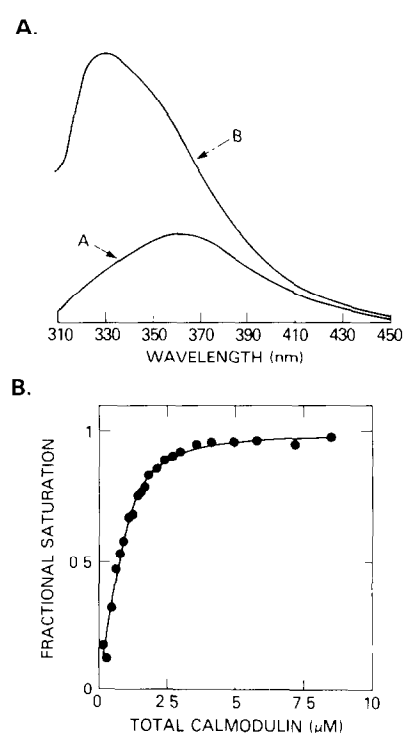 A.
B
A
310 330 350 370 390 410 430 450
WAVELENGTH (nm)
B.
FRACTIONAL SATURATION
1
0 5
0
0 2 5 5 7 5 10
TOTAL CALMODULIN (μM)